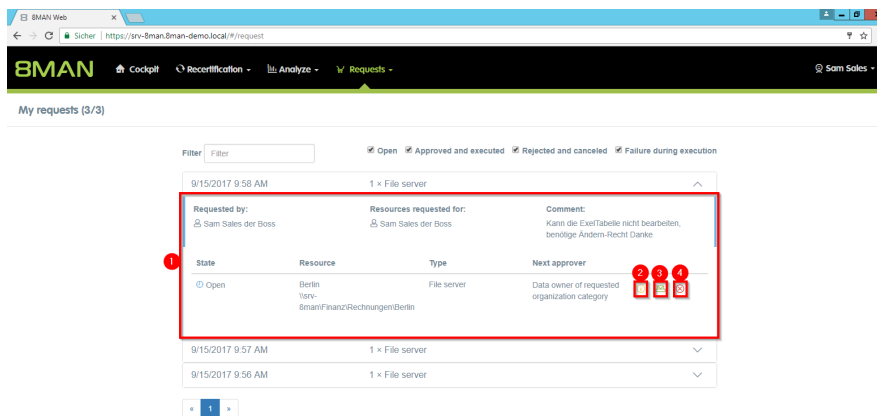 8MAN Web
Sicher https://srv-8man.8man-demo.local/#/request
8MAN Cockpit Recertification Analyze Requests Sam Sales
My requests (3/3)
Filter Filter Open Approved and executed Rejected and canceled Failure during execution
9/15/2017 9:58 AM 1 × File server
Requested by: Resources requested for: Comment:
Sam Sales der Boss Sam Sales der Boss Kann die ExelTabelle nicht bearbeiten,
benötige Ändern-Recht Danke
1
State Resource Type Next approver
2 3 4
Open Berlin File server Data owner of requested
\\srv- organization category
8man\Finanz\Rechnungen\Berlin
9/15/2017 9:57 AM 1 × File server
9/15/2017 9:56 AM 1 × File server
« 1 »